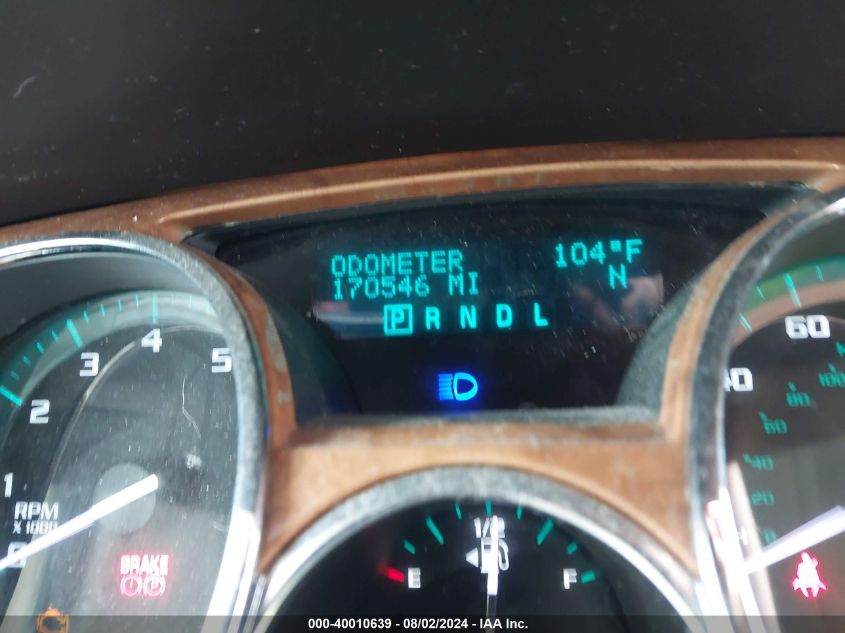 ODOMETER 104°F
170546 MI N
P R N D L
1 2 3 4 5
RPM
X 1000
0
BRAKE
E 1/2 F
40 60
20 40 60 80 100
000-40010639 - 08/02/2024 - IAA Inc.